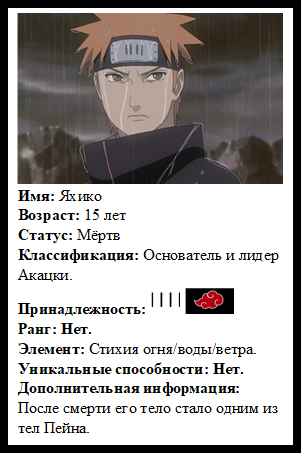 Имя: Яхико
Возраст: 15 лет
Статус: Мёртв
Классификация: Основатель и лидер
Акацки.
Принадлежность:
Ранг: Нет.
Элемент: Стихия огня/воды/ветра.
Уникальные способности: Нет.
Дополнительная информация:
После смерти его тело стало одним из
тел Пейна.